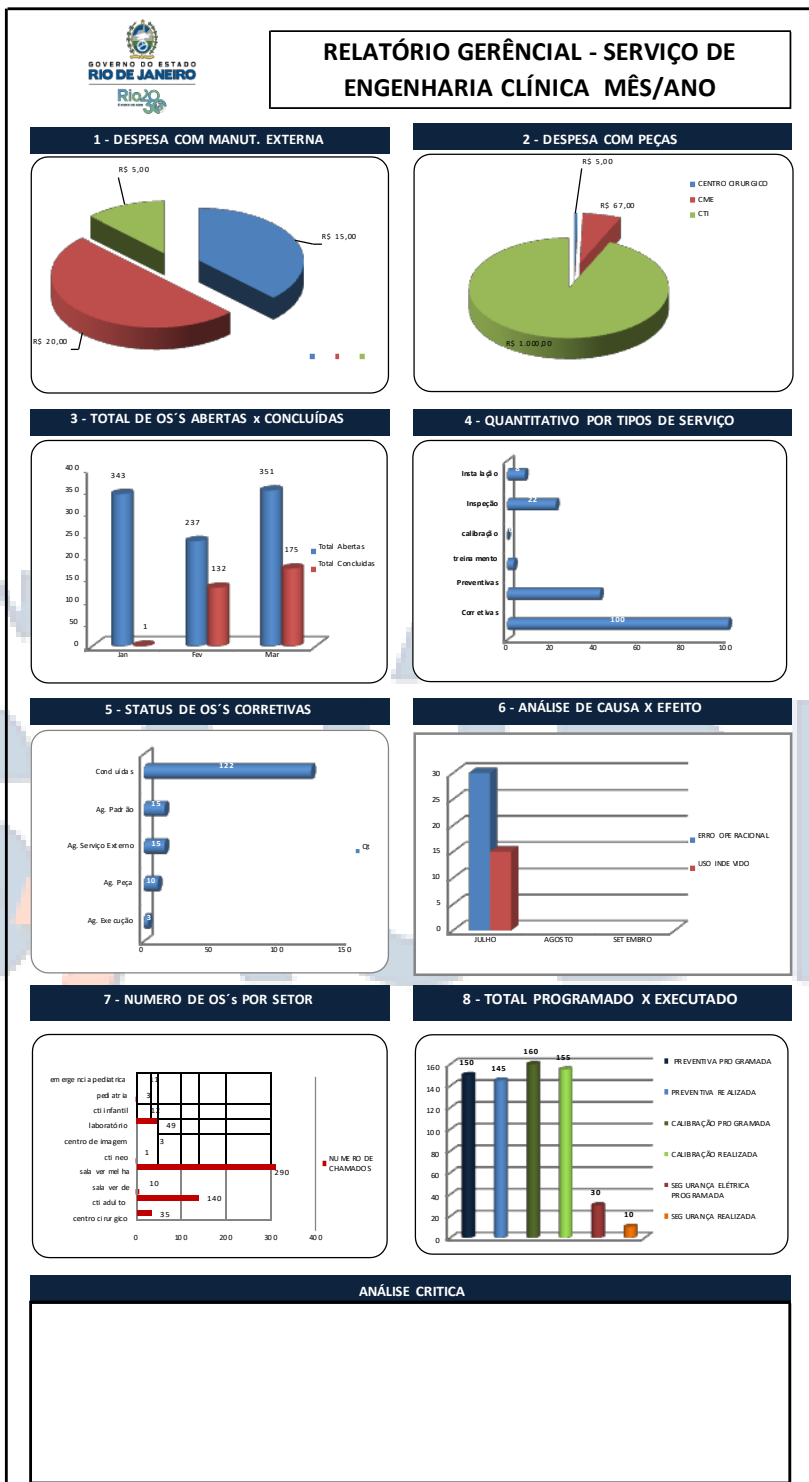 GOVERNO DO ESTADO
RIO DE JANEIRO
RELATÓRIO GERÊNCIAL - SERVIÇO DE
ENGENHARIA CLÍNICA MÊS/ANO
1 - DESPESA COM MANUT. EXTERNA
R$ 5,00
R$ 15,00
R$ 20,00
2 - DESPESA COM PEÇAS
R$ 5,00
R$ 67,00
R$ 1.000,00
CENTRO CIRURGICO
CME
CTI
3 - TOTAL DE OS´S ABERTAS x CONCLUÍDAS
400
350
300
250
200
150
100
50
0
343
1
237
132
351
175
Jan
Fev
Mar
Total Abertas
Total Concluídas
4 - QUANTITATIVO POR TIPOS DE SERVIÇO
Instalação
Inspeção
22
calibração
treinamento
Preventivas
Corretivas
100
0 20 40 60 80 100
5 - STATUS DE OS´S CORRETIVAS
Concluídas
122
Ag. Padrão
15
Ag. Serviço Externo
15
Ag. Peça
10
Ag. Execução
3
0 50 100 150
Qt
6 - ANÁLISE DE CAUSA X EFEITO
30
25
20
15
10
5
0
JULHO
AGOSTO
SETEMBRO
ERRO OPERACIONAL
USO INDEVIDO
7 - NUMERO DE OS´s POR SETOR
emergencia pediatrica
11
pediatria
3
cti infantil
12
laboratório
49
centro de imagem
3
cti neo
1
sala vermelha
290
sala verde
10
cti adulto
140
centro cirurgico
35
0 100 200 300 400
NUMERO DE
CHAMADOS
8 - TOTAL PROGRAMADO X EXECUTADO
160
140
120
100
80
60
40
20
0
150
145
160
155
30
10
PREVENTIVA PROGRAMADA
PREVENTIVA REALIZADA
CALIBRAÇÃO PROGRAMADA
CALIBRAÇÃO REALIZADA
SEGURANÇA ELÉTRICA
PROGRAMADA
SEGURANÇA REALIZADA
ANÁLISE CRITICA